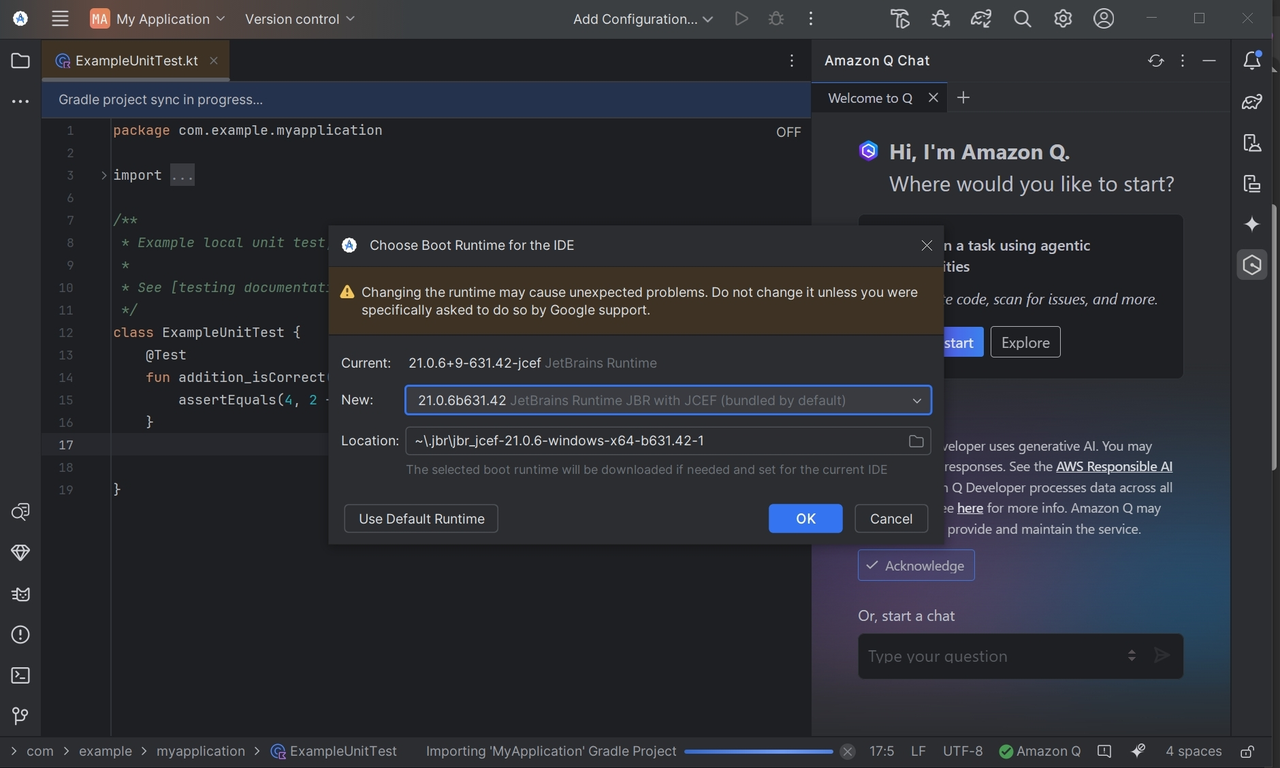 MA My Application Version control Add Configuration...
ExampleUnitTest.kt
Gradle project sync in progress...
1 package com.example.myapplication
OFF
2
3 import ...
6
7 /**
8 * Example local unit test,
9 *
10 * See [testing documentati
11 */
12 class ExampleUnitTest {
13 @Test
14 fun addition_isCorrect(
15 assertEquals(4, 2
16 }
17
18
19 }
Choose Boot Runtime for the IDE
Changing the runtime may cause unexpected problems. Do not change it unless you were
specifically asked to do so by Google support.
Current: 21.0.6+9-631.42-jcef JetBrains Runtime
New: 21.0.6b631.42 JetBrains Runtime JBR with JCEF (bundled by default)
Location: ~\.jbr\jbr_jcef-21.0.6-windows-x64-b631.42-1
The selected boot runtime will be downloaded if needed and set for the current IDE
Use Default Runtime OK Cancel
Amazon Q Chat
Welcome to Q
Hi, I'm Amazon Q.
Where would you like to start?
n a task using agentic
ities
e code, scan for issues, and more.
start Explore
veloper uses generative AI. You may
responses. See the AWS Responsible AI
n Q Developer processes data across all
ee here for more info. Amazon Q may
provide and maintain the service.
Acknowledge
Or, start a chat
Type your question
com example myapplication ExampleUnitTest Importing 'MyApplication' Gradle Project 17:5 LF UTF-8 Amazon Q 4 spaces